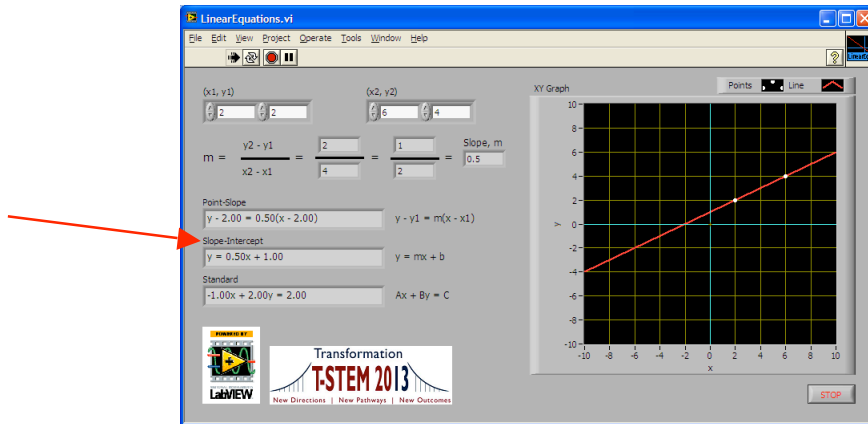 LinearEquations.vi
File Edit View Project Operate Tools Window Help
(x1, y1)
2 2
(x2, y2)
6 4
m = y2 - y1 = 2 = 1 = Slope, m
x2 - x1 4 2 0.5
Point-Slope
y - 2.00 = 0.50(x - 2.00) y - y1 = m(x - x1)
Slope-Intercept
y = 0.50x + 1.00 y = mx + b
Standard
-1.00x + 2.00y = 2.00 Ax + By = C
POWERED BY
LabVIEW
Transformation
T-STEM 2013
New Directions | New Pathways | New Outcomes
XY Graph
Points Line
10
8
6
4
2
0
-2
-4
-6
-8
-10
y
-10 -8 -6 -4 -2 0 2 4 6 8 10
x
STOP